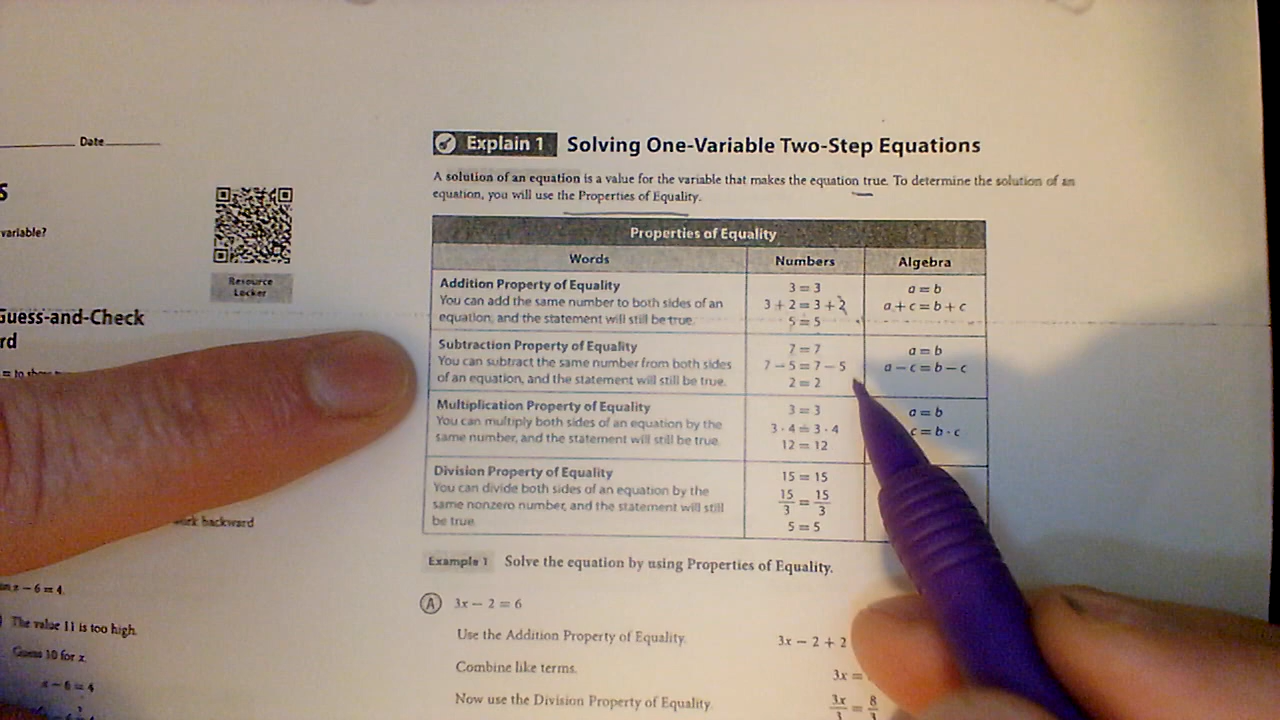 Date
S
variable?
Resource
Locker
Guess-and-Check
rd
= to show
work backward
x − 6 = 4.
The value 11 is too high.
Guess 10 for x
x − 6 = 4
Explain 1 Solving One-Variable Two-Step Equations
A solution of an equation is a value for the variable that makes the equation true. To determine the solution of an
equation, you will use the Properties of Equality.
Properties of Equality
Words Numbers Algebra
Addition Property of Equality
You can add the same number to both sides of an
equation, and the statement will still be true.
3 = 3
3 + 2 = 3 + 2
5 = 5
a = b
a + c = b + c
Subtraction Property of Equality
You can subtract the same number from both sides
of an equation, and the statement will still be true.
7 = 7
7 − 5 = 7 − 5
2 = 2
a = b
a − c = b − c
Multiplication Property of Equality
You can multiply both sides of an equation by the
same number, and the statement will still be true.
3 = 3
3 · 4 = 3 · 4
12 = 12
a = b
c = b · c
Division Property of Equality
You can divide both sides of an equation by the
same nonzero number, and the statement will still
be true.
15 = 15
15/3 = 15/3
5 = 5
Example 1 Solve the equation by using Properties of Equality.
A 3x − 2 = 6
Use the Addition Property of Equality. 3x − 2 + 2
Combine like terms. 3x =
Now use the Division Property of Equality. 3x/3 = 8/3